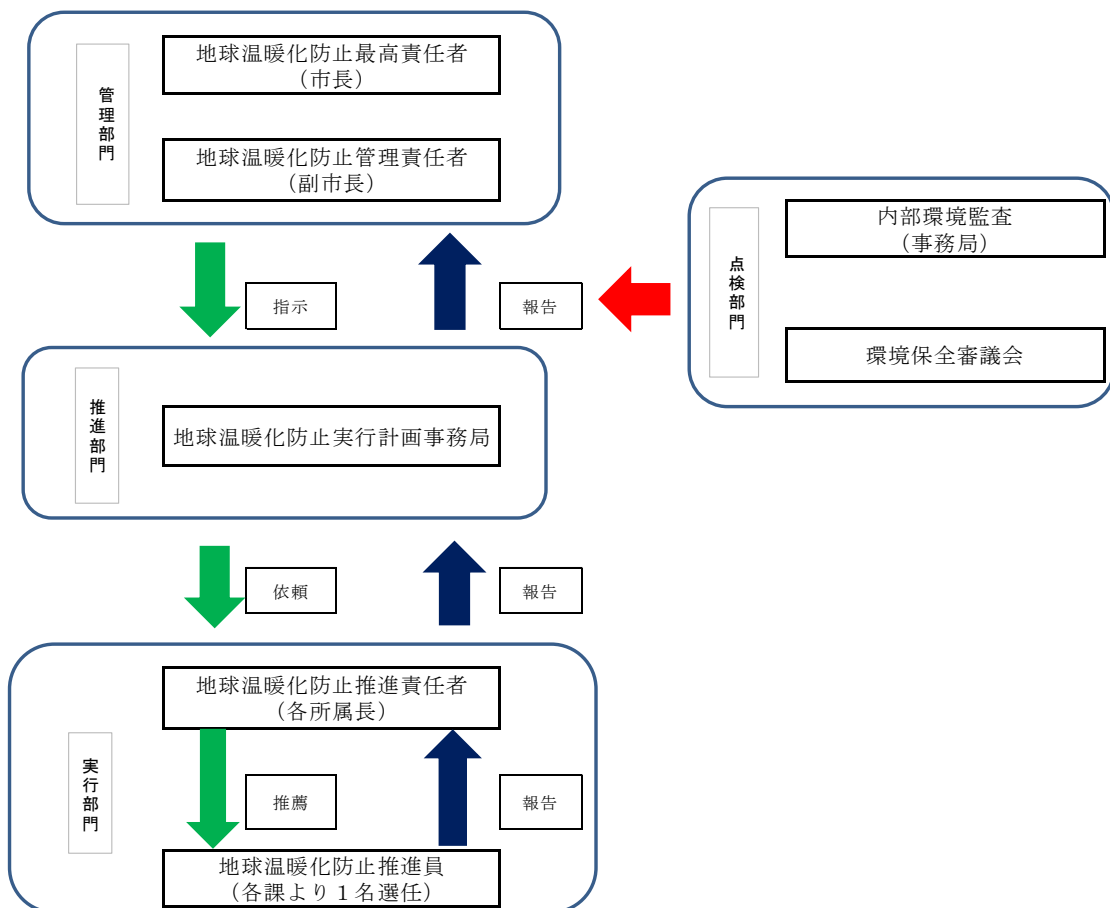 管理部門
地球温暖化防止最高責任者
(市長)
地球温暖化防止管理責任者
(副市長)
指示
報告
点検部門
内部環境監査
(事務局)
環境保全審議会
推進部門
地球温暖化防止実行計画事務局
依頼
報告
実行部門
地球温暖化防止推進責任者
(各所属長)
推薦
報告
地球温暖化防止推進員
(各課より１名選任)